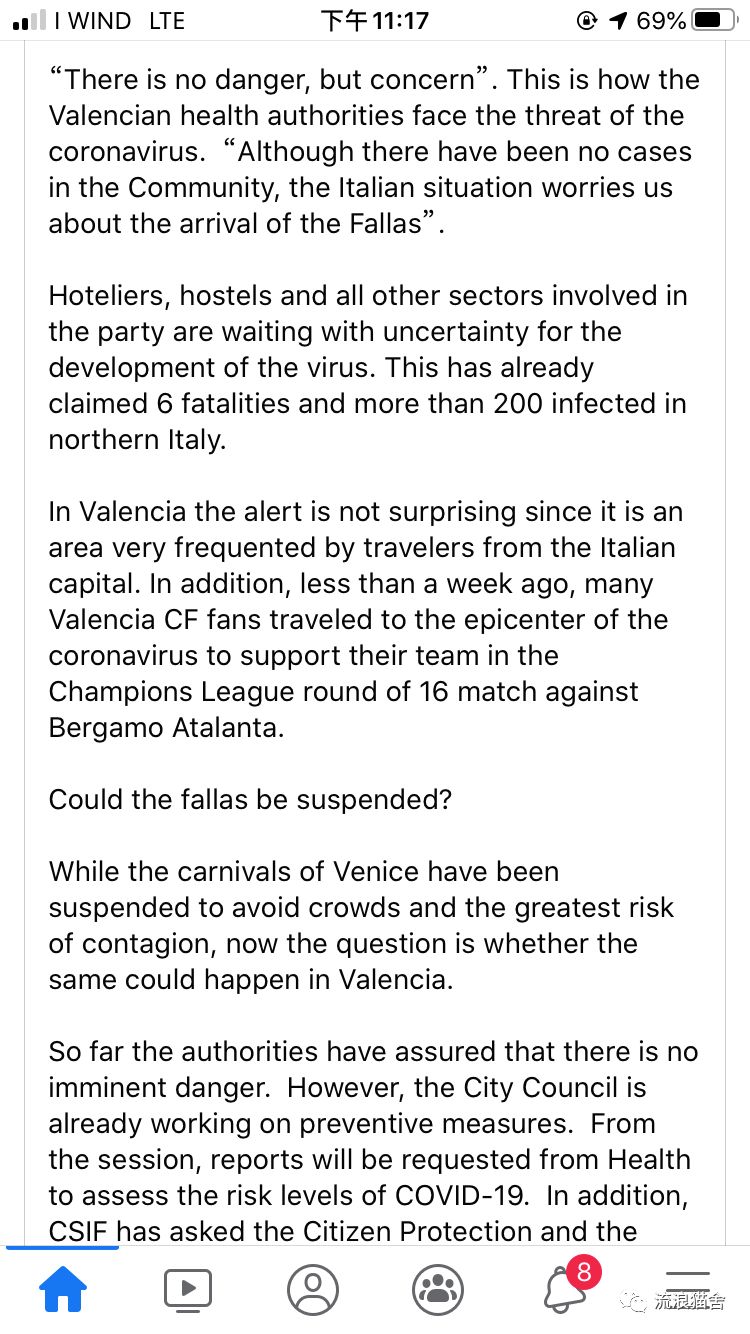 I WIND LTE 下午11:17 69%
“There is no danger, but concern”. This is how the
Valencian health authorities face the threat of the
coronavirus. “Although there have been no cases
in the Community, the Italian situation worries us
about the arrival of the Fallas”.
Hoteliers, hostels and all other sectors involved in
the party are waiting with uncertainty for the
development of the virus. This has already
claimed 6 fatalities and more than 200 infected in
northern Italy.
In Valencia the alert is not surprising since it is an
area very frequented by travelers from the Italian
capital. In addition, less than a week ago, many
Valencia CF fans traveled to the epicenter of the
coronavirus to support their team in the
Champions League round of 16 match against
Bergamo Atalanta.
Could the fallas be suspended?
While the carnivals of Venice have been
suspended to avoid crowds and the greatest risk
of contagion, now the question is whether the
same could happen in Valencia.
So far the authorities have assured that there is no
imminent danger. However, the City Council is
already working on preventive measures. From
the session, reports will be requested from Health
to assess the risk levels of COVID-19. In addition,
CSIF has asked the Citizen Protection and the
8
流浪猫舍